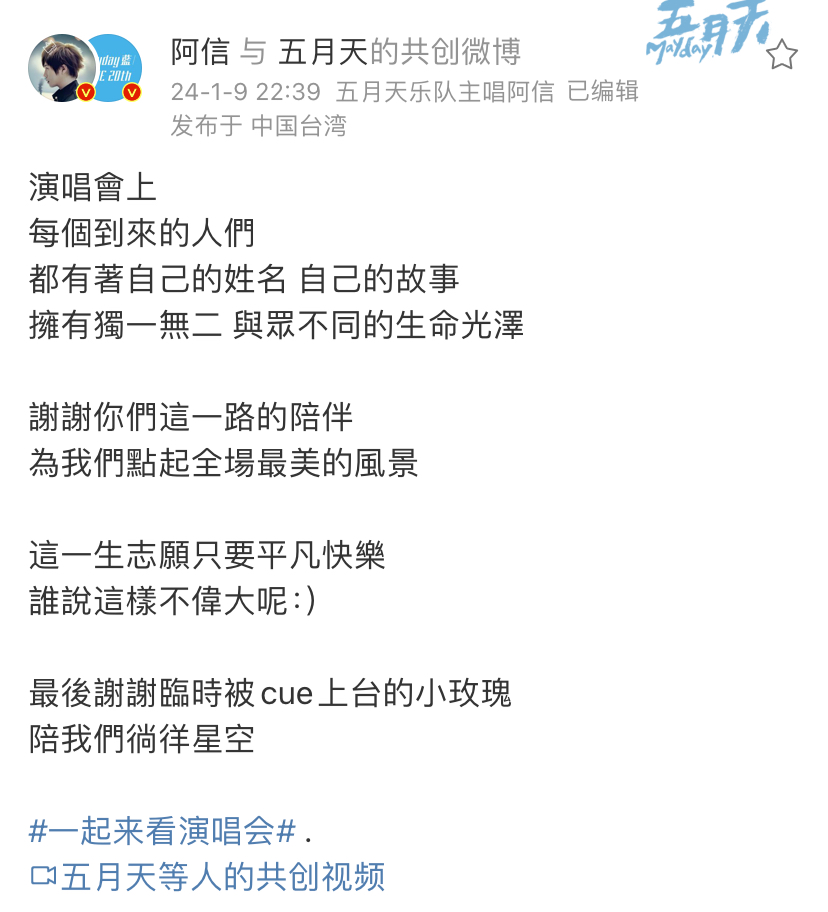 五月天
Mayday
day 蓝
E 20th
阿信 与 五月天的共创微博
24-1-9 22:39 五月天乐队主唱阿信 已编辑
发布于 中国台湾
演唱會上
每個到來的人們
都有著自己的姓名 自己的故事
擁有獨一無二 與眾不同的生命光澤
謝謝你們這一路的陪伴
為我們點起全場最美的風景
這一生志願只要平凡快樂
誰說這樣不偉大呢:)
最後謝謝臨時被cue上台的小玫瑰
陪我們徜徉星空
#一起来看演唱会# .
五月天等人的共创视频